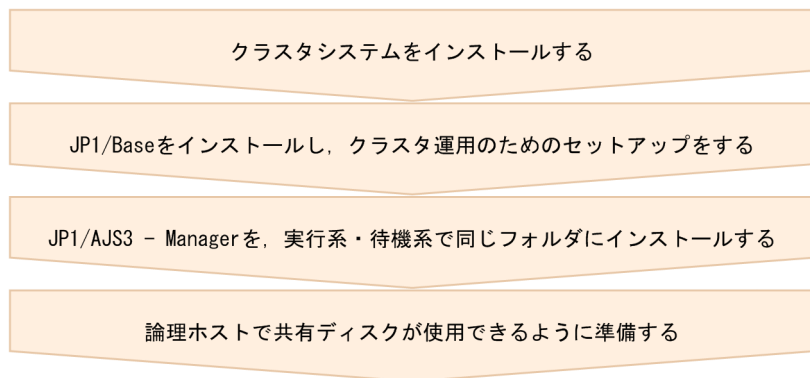 クラスタシステムをインストールする
JP1/Baseをインストールし，クラスタ運用のためのセットアップをする
JP1/AJS3 − Managerを，実行系・待機系で同じフォルダにインストールする
論理ホストで共有ディスクが使用できるように準備する